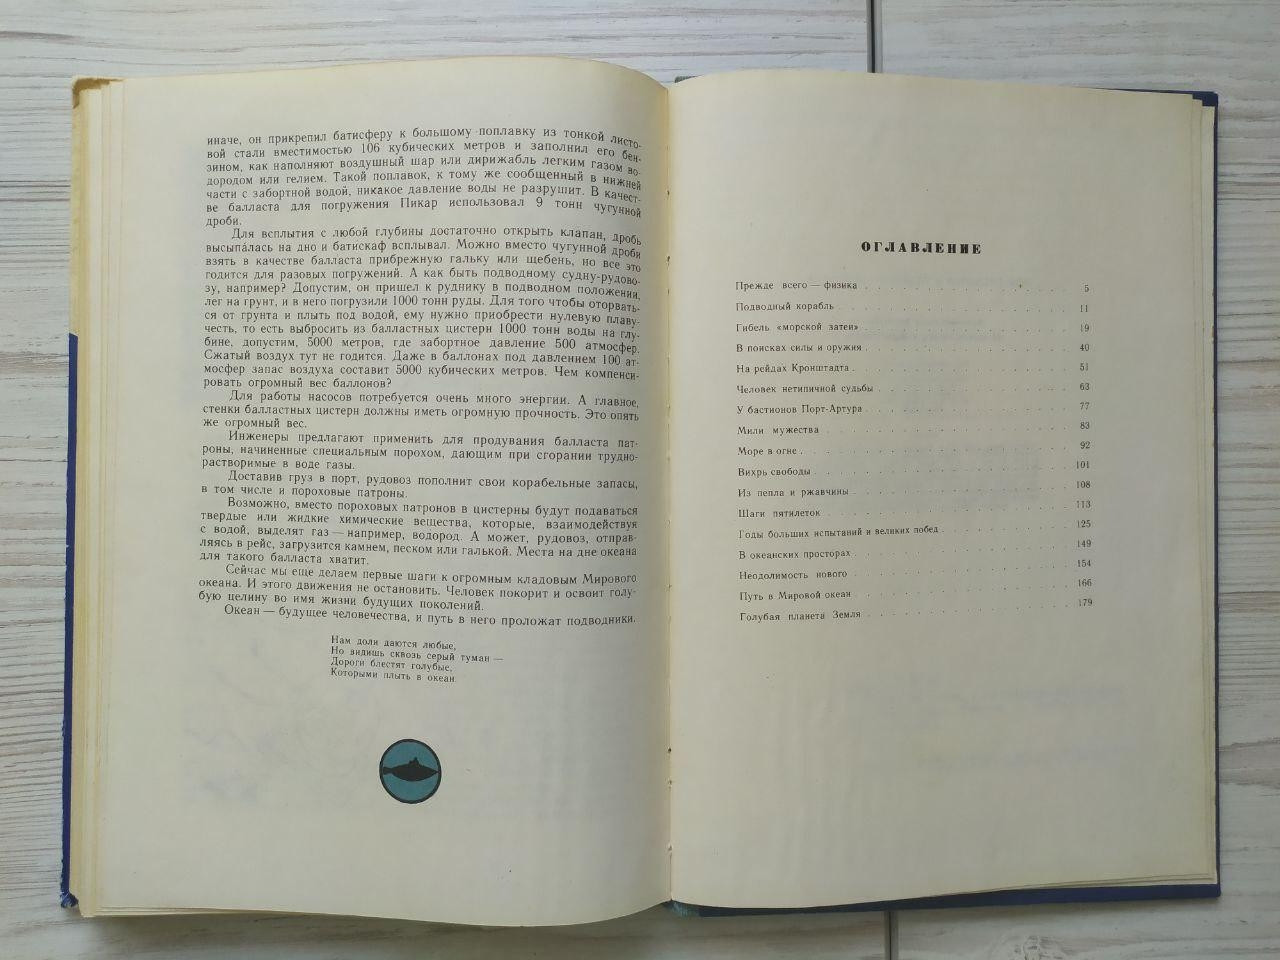 иначе, он прикрепил батисферу к большому поплавку из тонкой листо-
вой стали вместимостью 106 кубических метров и заполнил его бен-
зином, как наполняют воздушный шар или дирижабль легким газом во-
дородом или гелием. Такой поплавок, к тому же сообщенный в нижней
части с забортной водой, никакое давление воды не разрушит. В качест-
ве балласта для погружения Пикар использовал 9 тонн чугунной
дроби.
Для всплытия с любой глубины достаточно открыть клапан, дробь
высыпалась на дно и батискаф всплывал. Можно вместо чугунной дроби
взять в качестве балласта прибрежную гальку или щебень, но все это
годится для разовых погружений. А как быть подводному судну-рудово-
зу, например? Допустим, он пришел к руднику в подводном положении,
лег на грунт, и в него погрузили 1000 тонн руды. Для того чтобы оторвать-
ся от грунта и плыть под водой, ему нужно приобрести нулевую плаву-
честь, то есть выбросить из балластных цистерн 1000 тонн воды на глу-
бине, допустим, 5000 метров, где забортное давление 500 атмосфер.
Сжатый воздух тут не годится. Даже в баллонах под давлением 100 ат-
мосфер запас воздуха составит 5000 кубических метров. Чем компенси-
ровать огромный вес баллонов?
Для работы насосов потребуется очень много энергии. А главное,
стенки балластных цистерн должны иметь огромную прочность. Это опять
же огромный вес.
Инженеры предлагают применить для продувания балласта пат-
роны, начиненные специальным порохом, дающим при сгорании трудно-
растворимые в воде газы.
Доставив груз в порт, рудовоз пополнит свои корабельные запасы,
в том числе и пороховые патроны.
Возможно, вместо пороховых патронов в цистерны будут подаваться
твердые или жидкие химические вещества, которые, взаимодействуя
с водой, выделят газ — например, водород. А может, рудовоз, отправ-
ляясь в рейс, загрузится камнем, песком или галькой. Места на дне океана
для такого балласта хватит.
Сейчас мы еще делаем первые шаги к огромным кладовым Мирового
океана. И этого движения не остановить. Человек покорит и освоит голу-
бую целину во имя жизни будущих поколений.
Океан — будущее человечества, и путь в него проложат подводники.
Нам доли даются любые,
Но видишь сквозь серый туман —
Дороги блестят голубые,
Которыми плыть в океан.
ОГЛАВЛЕНИЕ
Прежде всего — физика . . . . . 5
Подводный корабль . . . . . 11
Гибель «морской затеи» . . . . . 19
В поисках силы и оружия . . . . . 40
На рейдах Кронштадта . . . . . 51
Человек нетипичной судьбы . . . . . 63
У бастионов Порт-Артура . . . . . 77
Мили мужества . . . . . 83
Море в огне . . . . . 92
Вихрь свободы . . . . . 101
Из пепла и ржавчины . . . . . 108
Шаги пятилеток . . . . . 113
Годы больших испытаний и великих побед . . . . . 125
В океанских просторах . . . . . 149
Неодолимость нового . . . . . 154
Путь в Мировой океан . . . . . 166
Голубая планета Земля . . . . . 179